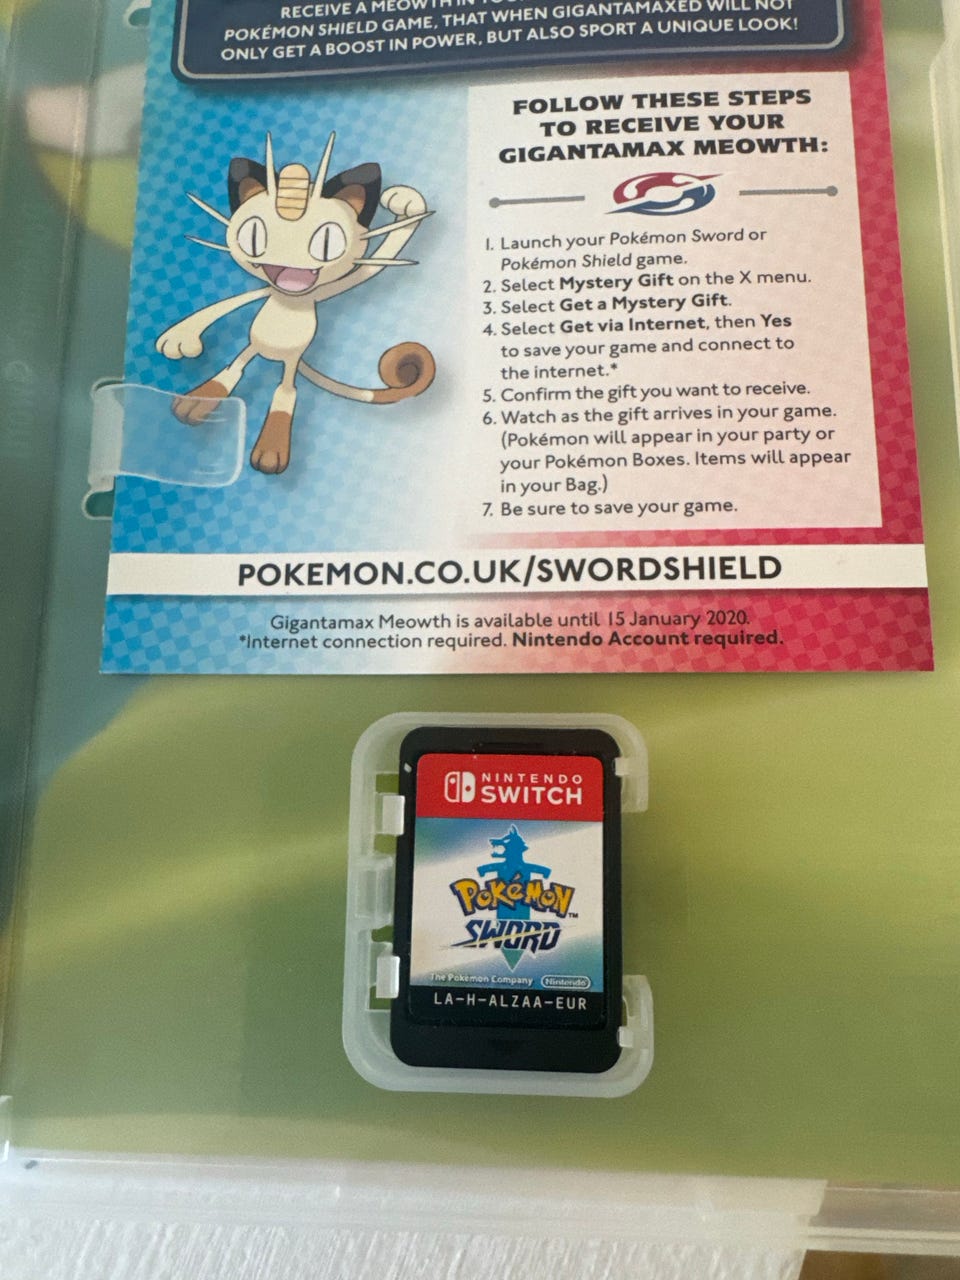 RECEIVE A MEOWTH IN
POKÉMON SHIELD GAME, THAT WHEN GIGANTAMAXED WILL NOT
ONLY GET A BOOST IN POWER, BUT ALSO SPORT A UNIQUE LOOK!
FOLLOW THESE STEPS
TO RECEIVE YOUR
GIGANTAMAX MEOWTH:
1. Launch your Pokémon Sword or
Pokémon Shield game.
2. Select Mystery Gift on the X menu.
3. Select Get a Mystery Gift.
4. Select Get via Internet, then Yes
to save your game and connect to
the internet.*
5. Confirm the gift you want to receive.
6. Watch as the gift arrives in your game.
(Pokémon will appear in your party or
your Pokémon Boxes. Items will appear
in your Bag.)
7. Be sure to save your game.
POKEMON.CO.UK/SWORDSHIELD
Gigantamax Meowth is available until 15 January 2020.
*Internet connection required. Nintendo Account required.
NINTENDO
SWITCH
POKéMON™
SWORD
The Pokémon Company Nintendo
LA-H-ALZAA-EUR